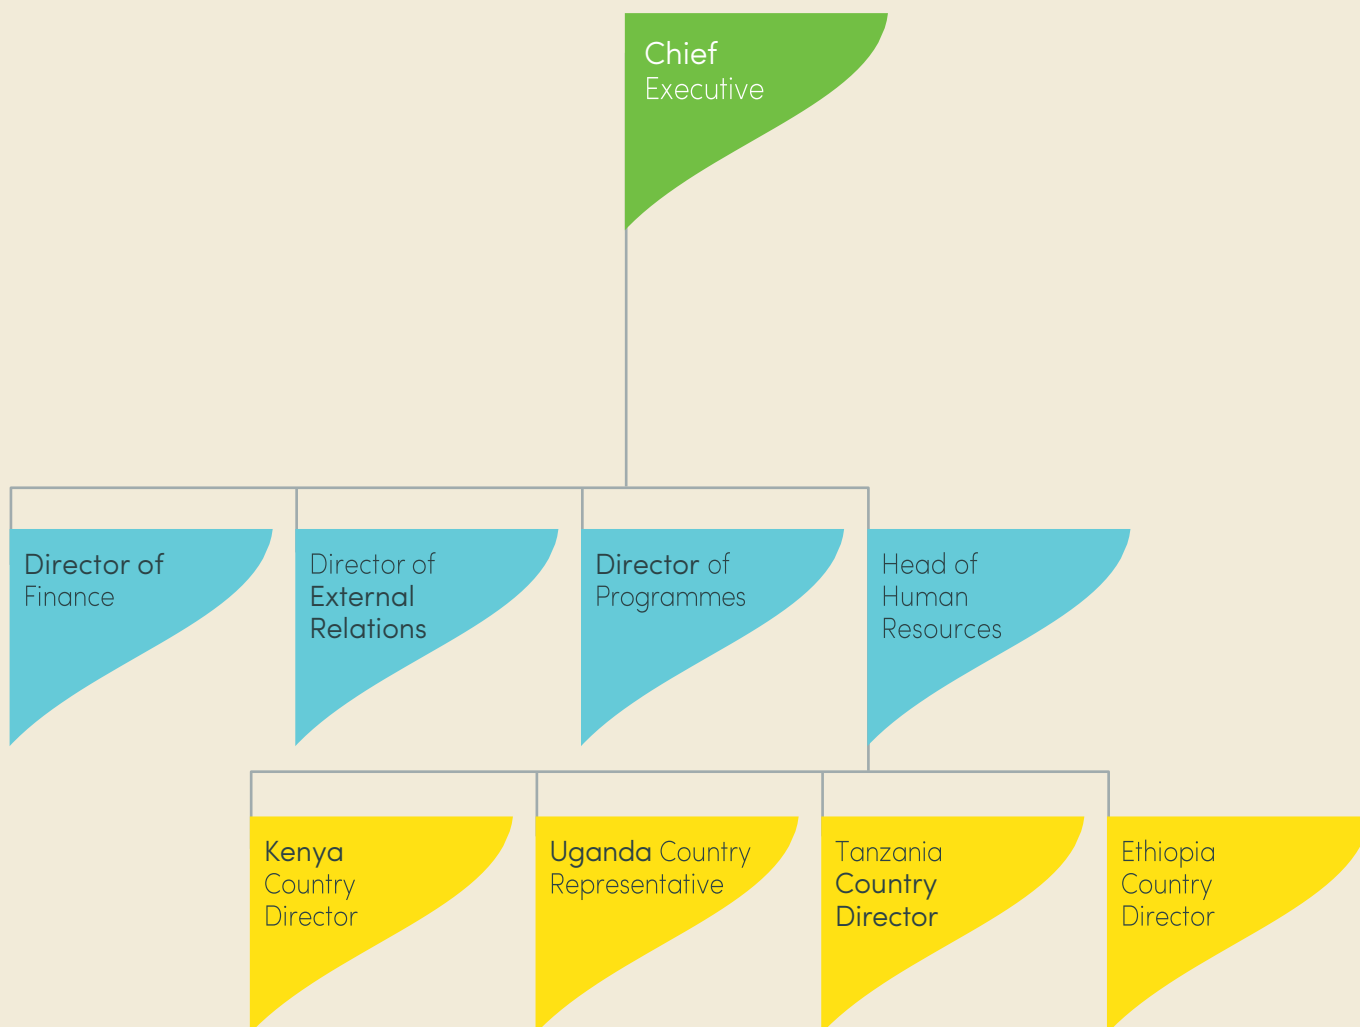 Chief
Executive
Director of
Finance
Director of
External
Relations
Director of
Programmes
Head of
Human
Resources
Kenya
Country
Director
Uganda Country
Representative
Tanzania
Country
Director
Ethiopia
Country
Director